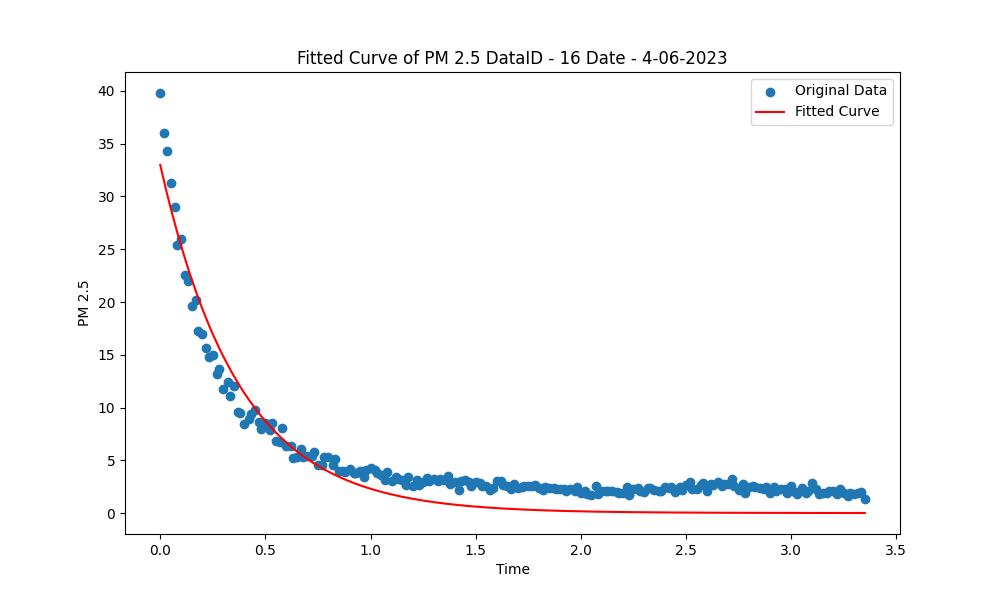 Fitted Curve of PM 2.5 DataID - 16 Date - 4-06-2023
Original Data
Fitted Curve
PM 2.5
40
35
30
25
20
15
10
5
0
0.0 0.5 1.0 1.5 2.0 2.5 3.0 3.5
Time